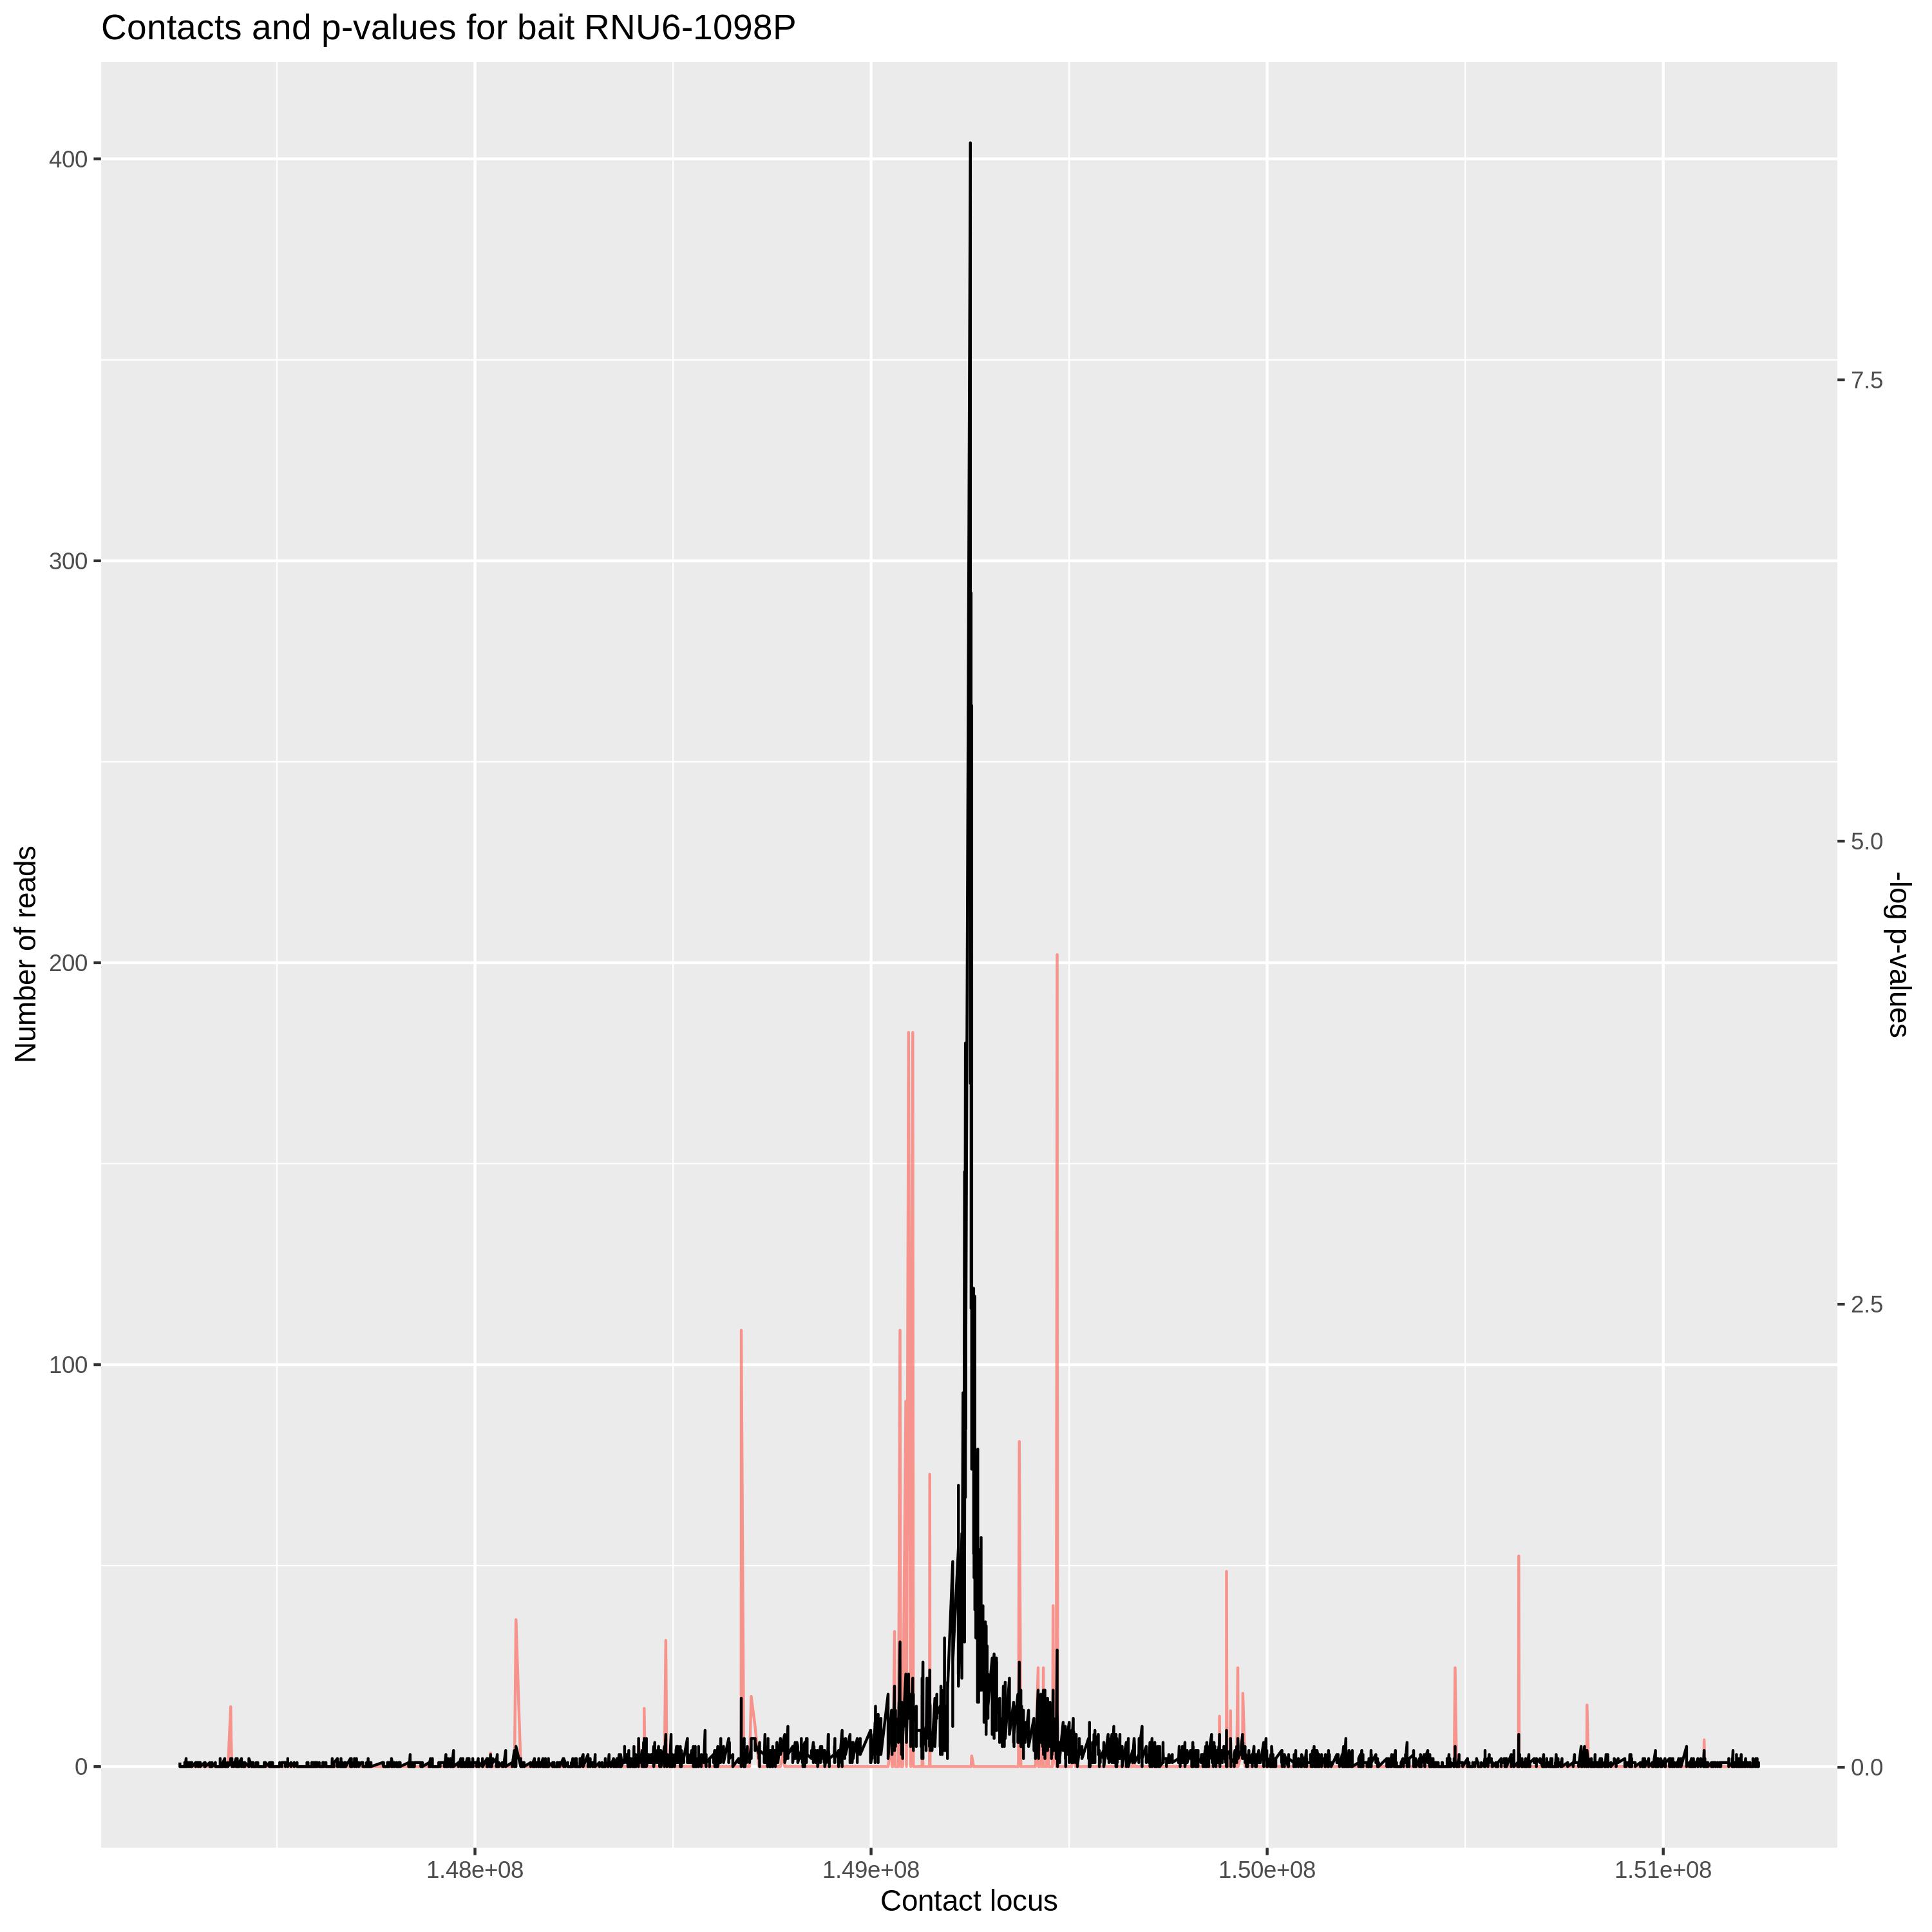 Contacts and p-values for bait RNU6-1098P
400
300
200
100
0
Number of reads
7.5
5.0
2.5
0.0
-log p-values
1.48e+08
1.49e+08
1.50e+08
1.51e+08
Contact locus